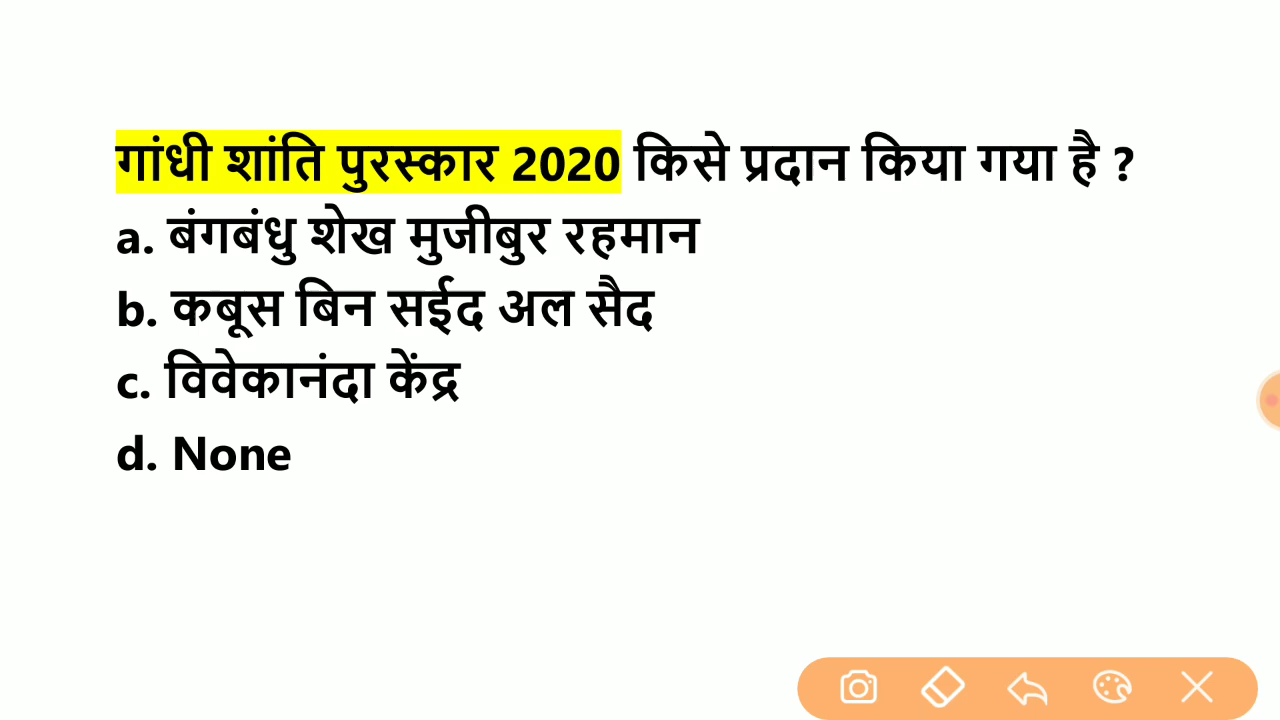 गांधी शांति पुरस्कार 2020 किसे प्रदान किया गया है ?
a. बंगबंधु शेख मुजीबुर रहमान
b. कबूस बिन सईद अल सैद
c. विवेकानंदा केंद्र
d. None